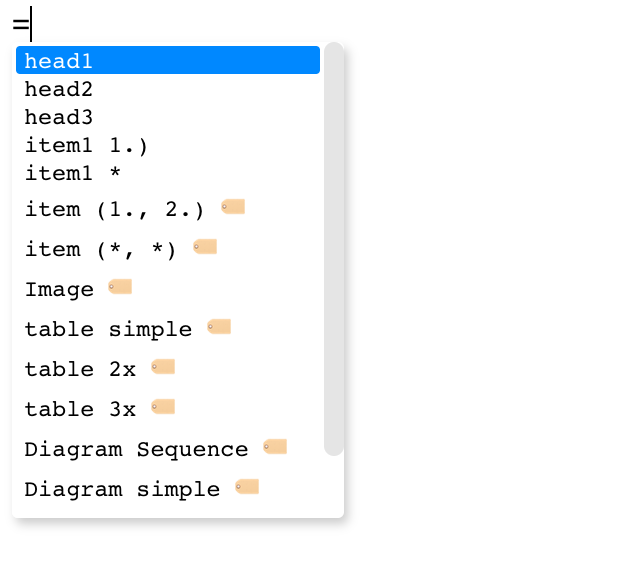 =
head1
head2
head3
item1 1.)
item1 *
item (1., 2.)
item (*, *)
Image
table simple
table 2x
table 3x
Diagram Sequence
Diagram simple